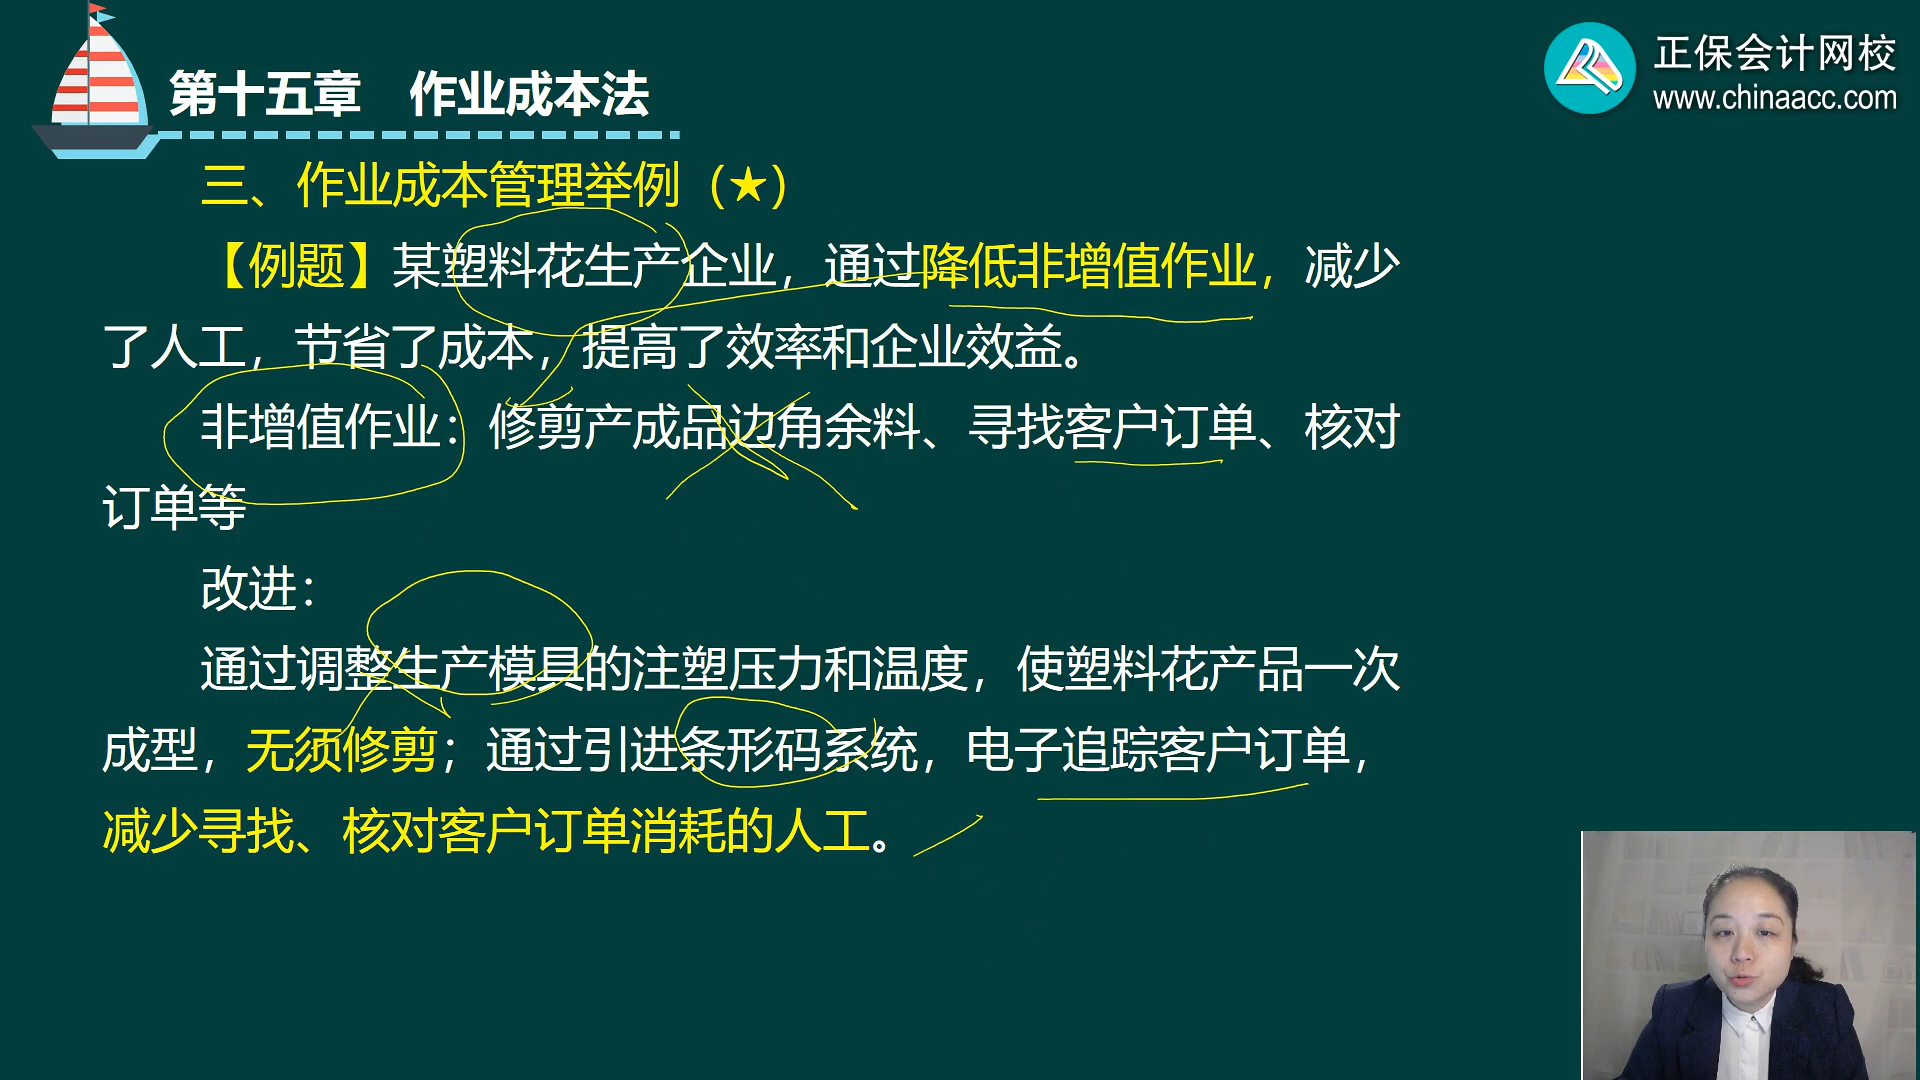 第十五章 作业成本法
正保会计网校
www.chinaacc.com
三、作业成本管理举例（★）
【例题】某塑料花生产企业，通过降低非增值作业，减少
了人工，节省了成本，提高了效率和企业效益。
非增值作业：修剪产成品边角余料、寻找客户订单、核对
订单等
改进：
通过调整生产模具的注塑压力和温度，使塑料花产品一次
成型，无须修剪；通过引进条形码系统，电子追踪客户订单，
减少寻找、核对客户订单消耗的人工。